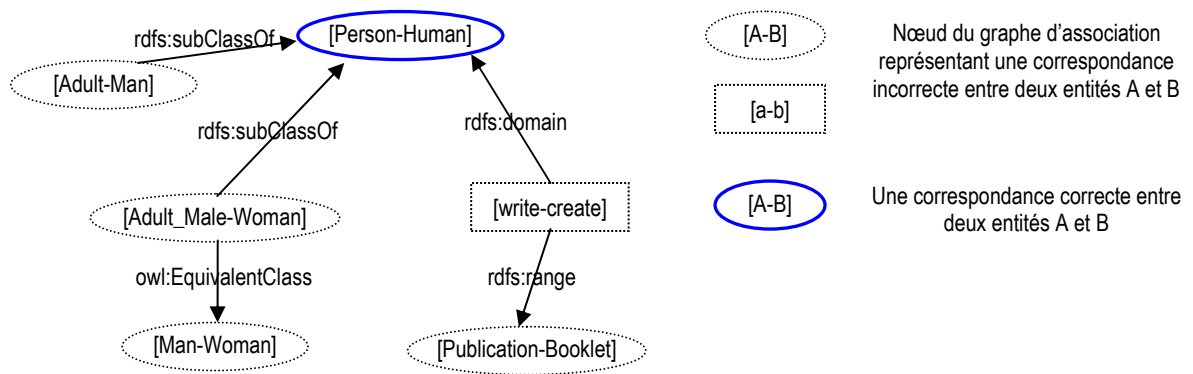 rdfs:subClassOf
[Person-Human]
[Adult-Man]
rdfs:subClassOf
rdfs:domain
[Adult_Male-Woman]
[write-create]
owl:EquivalentClass
rdfs:range
[Man-Woman]
[Publication-Booklet]
[A-B]
Nœud du graphe d’association
représentant une correspondance
incorrecte entre deux entités A et B
[a-b]
[A-B]
Une correspondance correcte entre
deux entités A et B